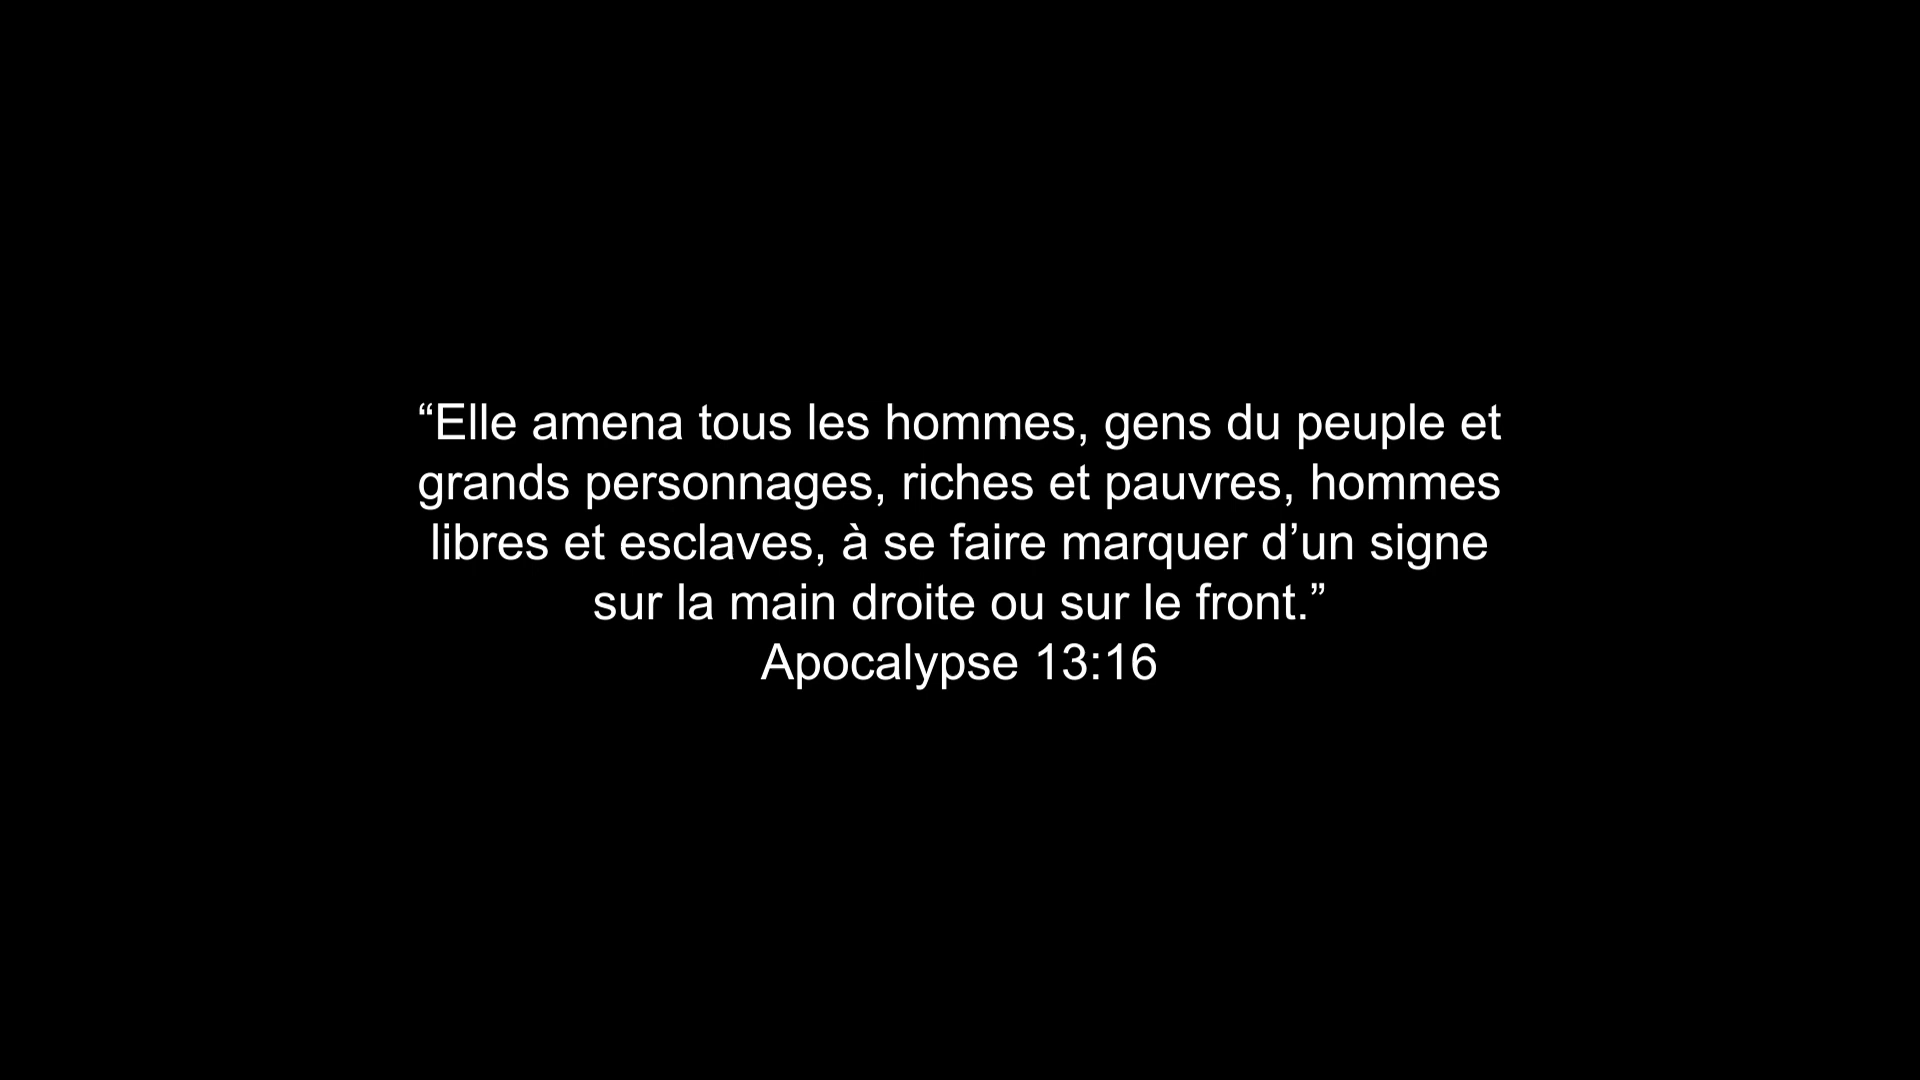 “Elle amena tous les hommes, gens du peuple et
grands personnages, riches et pauvres, hommes
libres et esclaves, à se faire marquer d’un signe
sur la main droite ou sur le front.”
Apocalypse 13:16